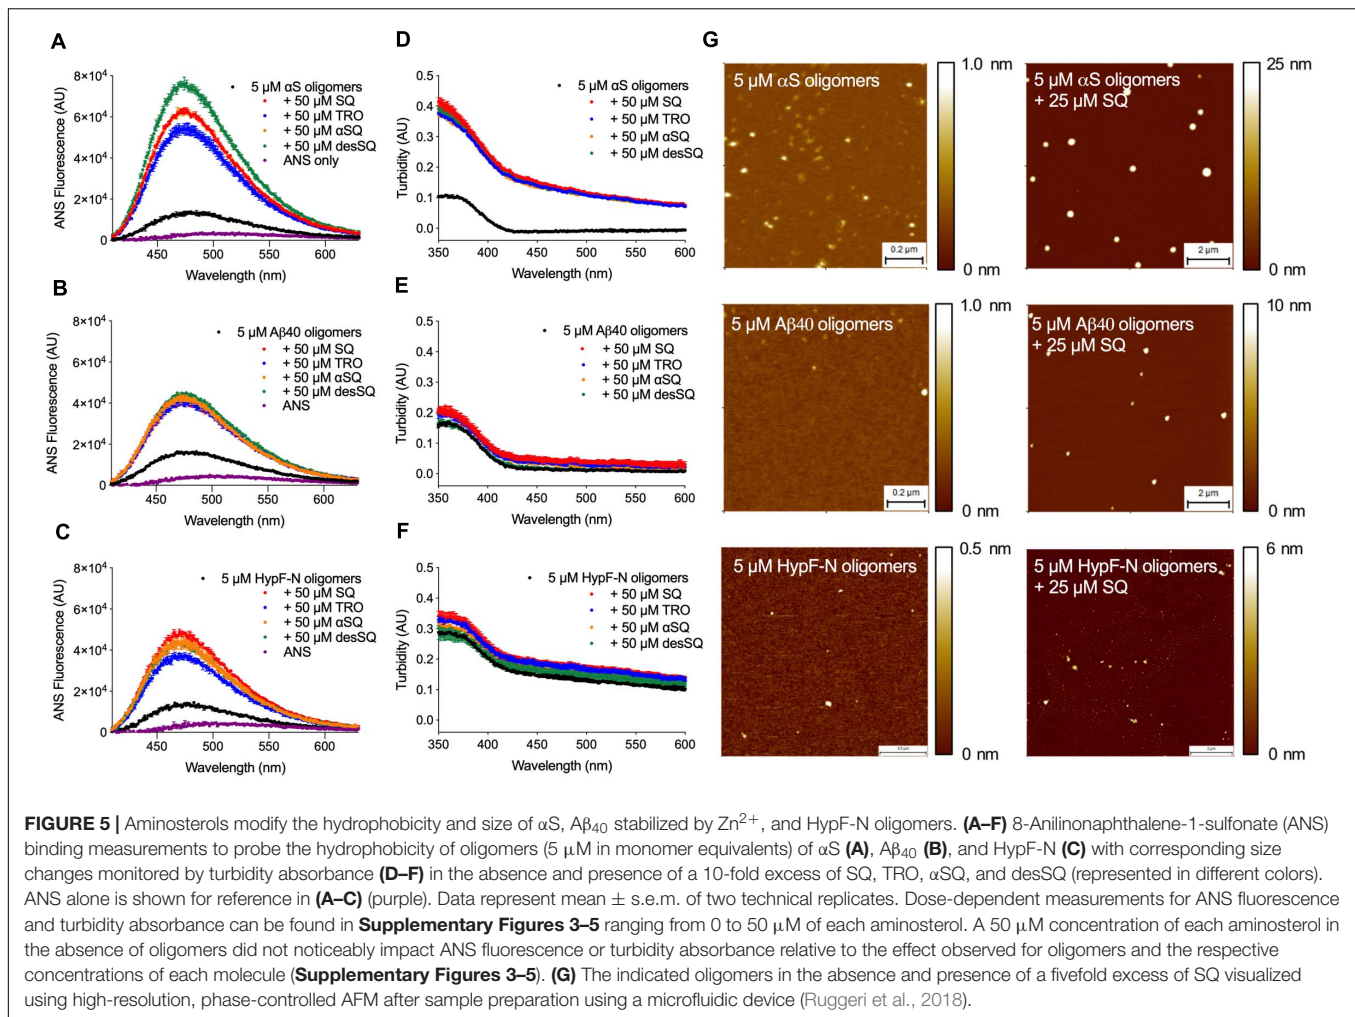 A
ANS Fluorescence (AU)
8×10⁴
6×10⁴
4×10⁴
2×10⁴
0
450
500
550
600
Wavelength (nm)
5 µM αS oligomers
+ 50 µM SQ
+ 50 µM TRO
+ 50 µM αSQ
+ 50 µM desSQ
ANS only
D
Turbidity (AU)
0.5
0.4
0.3
0.2
0.1
0.0
350
400
450
500
550
600
Wavelength (nm)
5 µM αS oligomers
+ 50 µM SQ
+ 50 µM TRO
+ 50 µM αSQ
+ 50 µM desSQ
G
5 µM αS oligomers
0.2 µm
1.0 nm
0 nm
5 µM αS oligomers
+ 25 µM SQ
2 µm
25 nm
0 nm
B
ANS Fluorescence (AU)
8×10⁴
6×10⁴
4×10⁴
2×10⁴
0
450
500
550
600
Wavelength (nm)
5 µM Aβ40 oligomers
+ 50 µM SQ
+ 50 µM TRO
+ 50 µM αSQ
+ 50 µM desSQ
ANS
E
Turbidity (AU)
0.5
0.4
0.3
0.2
0.1
0.0
350
400
450
500
550
600
Wavelength (nm)
5 µM Aβ40 oligomers
+ 50 µM SQ
+ 50 µM TRO
+ 50 µM αSQ
+ 50 µM desSQ
5 µM Aβ40 oligomers
0.2 µm
1.0 nm
0 nm
5 µM Aβ40 oligomers
+ 25 µM SQ
2 µm
10 nm
0 nm
C
ANS Fluorescence (AU)
8×10⁴
6×10⁴
4×10⁴
2×10⁴
0
450
500
550
600
Wavelength (nm)
5 µM HypF-N oligomers
+ 50 µM SQ
+ 50 µM TRO
+ 50 µM αSQ
+ 50 µM desSQ
ANS
F
Turbidity (AU)
0.5
0.4
0.3
0.2
0.1
0.0
350
400
450
500
550
600
Wavelength (nm)
5 µM HypF-N oligomers
+ 50 µM SQ
+ 50 µM TRO
+ 50 µM αSQ
+ 50 µM desSQ
5 µM HypF-N oligomers
0.5 nm
0 nm
5 µM HypF-N oligomers
+ 25 µM SQ
6 nm
0 nm
FIGURE 5 | Aminosterols modify the hydrophobicity and size of αS, Aβ₄₀ stabilized by Zn²⁺, and HypF-N oligomers. (A–F) 8-Anilinonaphthalene-1-sulfonate (ANS)
binding measurements to probe the hydrophobicity of oligomers (5 µM in monomer equivalents) of αS (A), Aβ₄₀ (B), and HypF-N (C) with corresponding size
changes monitored by turbidity absorbance (D–F) in the absence and presence of a 10-fold excess of SQ, TRO, αSQ, and desSQ (represented in different colors).
ANS alone is shown for reference in (A–C) (purple). Data represent mean ± s.e.m. of two technical replicates. Dose-dependent measurements for ANS fluorescence
and turbidity absorbance can be found in Supplementary Figures 3–5 ranging from 0 to 50 µM of each aminosterol. A 50 µM concentration of each aminosterol in
the absence of oligomers did not noticeably impact ANS fluorescence or turbidity absorbance relative to the effect observed for oligomers and the respective
concentrations of each molecule (Supplementary Figures 3–5). (G) The indicated oligomers in the absence and presence of a fivefold excess of SQ visualized
using high-resolution, phase-controlled AFM after sample preparation using a microfluidic device (Ruggeri et al., 2018).